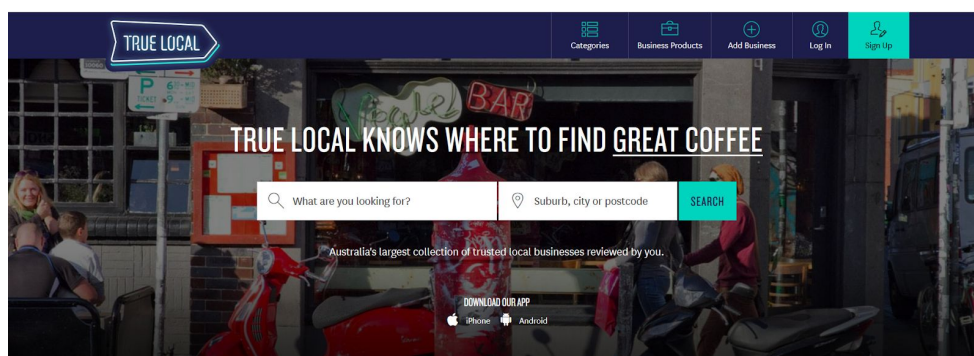 TRUE LOCAL
Categories
Business Products
Add Business
Log In
Sign Up
P
TICKET
BAR
TRUE LOCAL KNOWS WHERE TO FIND GREAT COFFEE
What are you looking for?
Suburb, city or postcode
SEARCH
Australia's largest collection of trusted local businesses reviewed by you.
DOWNLOAD OUR APP
iPhone
Android